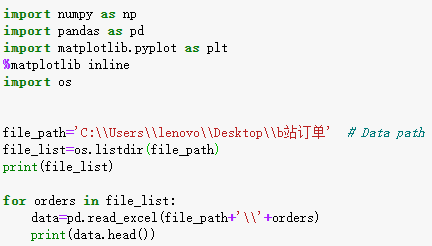 import numpy as np
import pandas as pd
import matplotlib.pyplot as plt
%matplotlib inline
import os
file_path='C:\\Users\\lenovo\\Desktop\\b站订单'  # Data path
file_list=os.listdir(file_path)
print(file_list)
for orders in file_list:
    data=pd.read_excel(file_path+'\\'+orders)
    print(data.head())